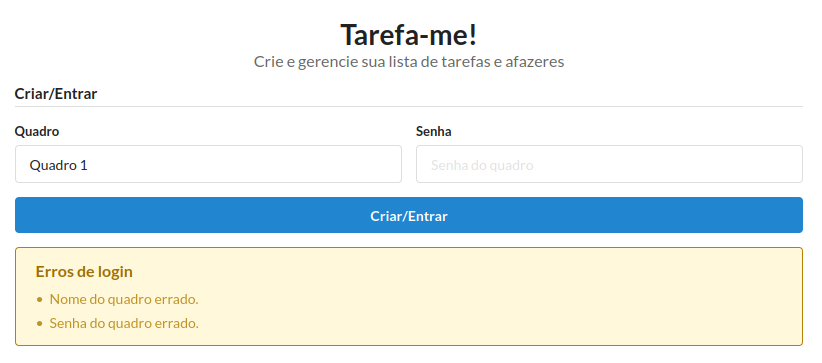 Tarefa-me!
Crie e gerencie sua lista de tarefas e afazeres
Criar/Entrar
Quadro
Senha
Quadro 1
Senha do quadro
Criar/Entrar
Erros de login
• Nome do quadro errado.
• Senha do quadro errado.